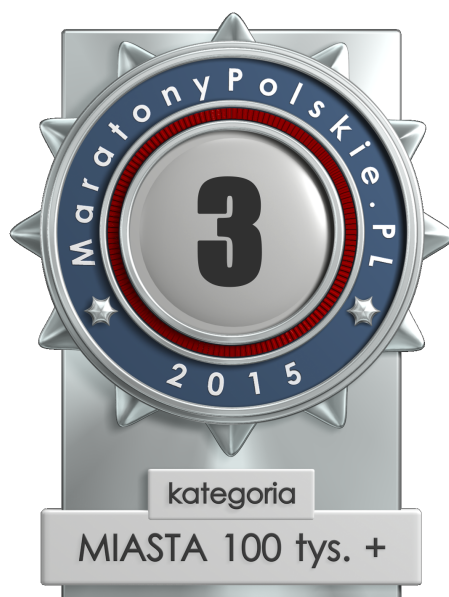 MaratonyPolskie.PL
3
2015
kategoria
MIASTA 100 tys. +